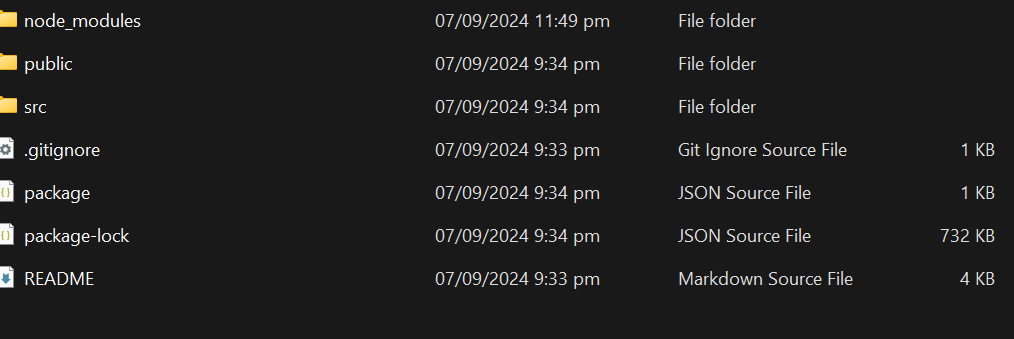 node_modules 07/09/2024 11:49 pm File folder
public 07/09/2024 9:34 pm File folder
src 07/09/2024 9:34 pm File folder
.gitignore 07/09/2024 9:33 pm Git Ignore Source File 1 KB
package 07/09/2024 9:34 pm JSON Source File 1 KB
package-lock 07/09/2024 9:34 pm JSON Source File 732 KB
README 07/09/2024 9:33 pm Markdown Source File 4 KB